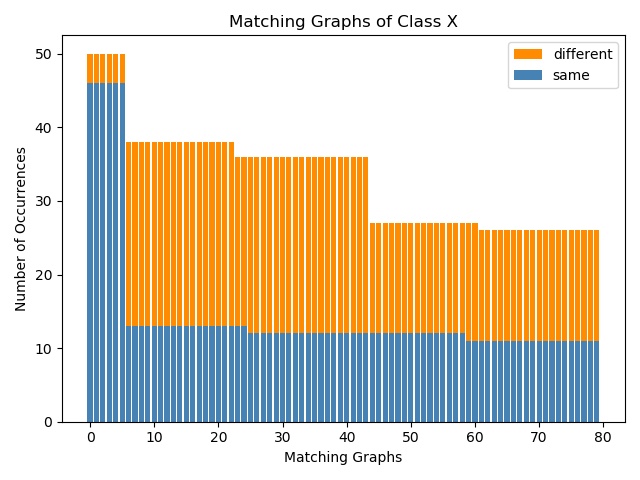 Matching Graphs of Class X
different
same
Number of Occurrences
50
40
30
20
10
0
0 10 20 30 40 50 60 70 80
Matching Graphs